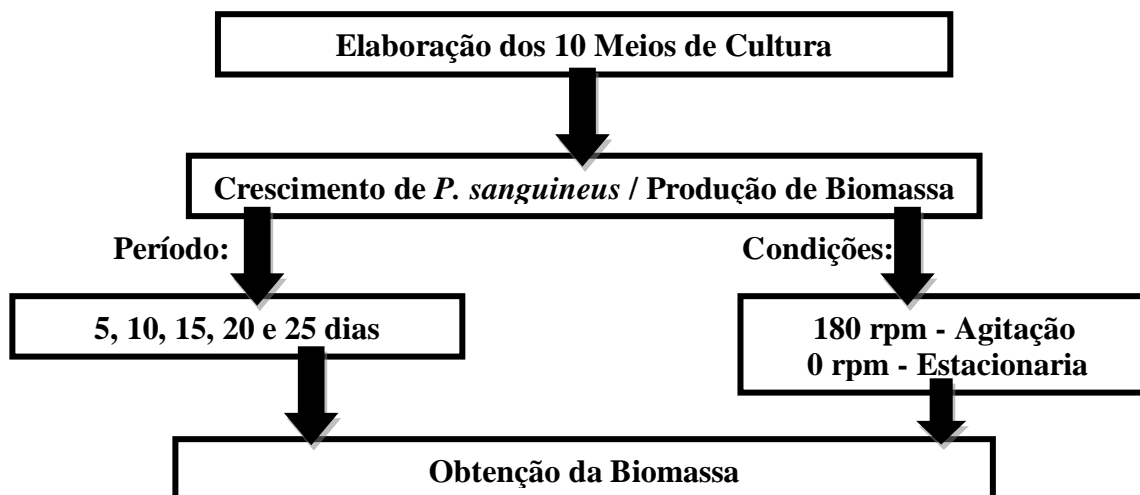 Elaboração dos 10 Meios de Cultura
Crescimento de P. sanguineus / Produção de Biomassa
Período:
Condições:
5, 10, 15, 20 e 25 dias
180 rpm - Agitação
0 rpm - Estacionaria
Obtenção da Biomassa